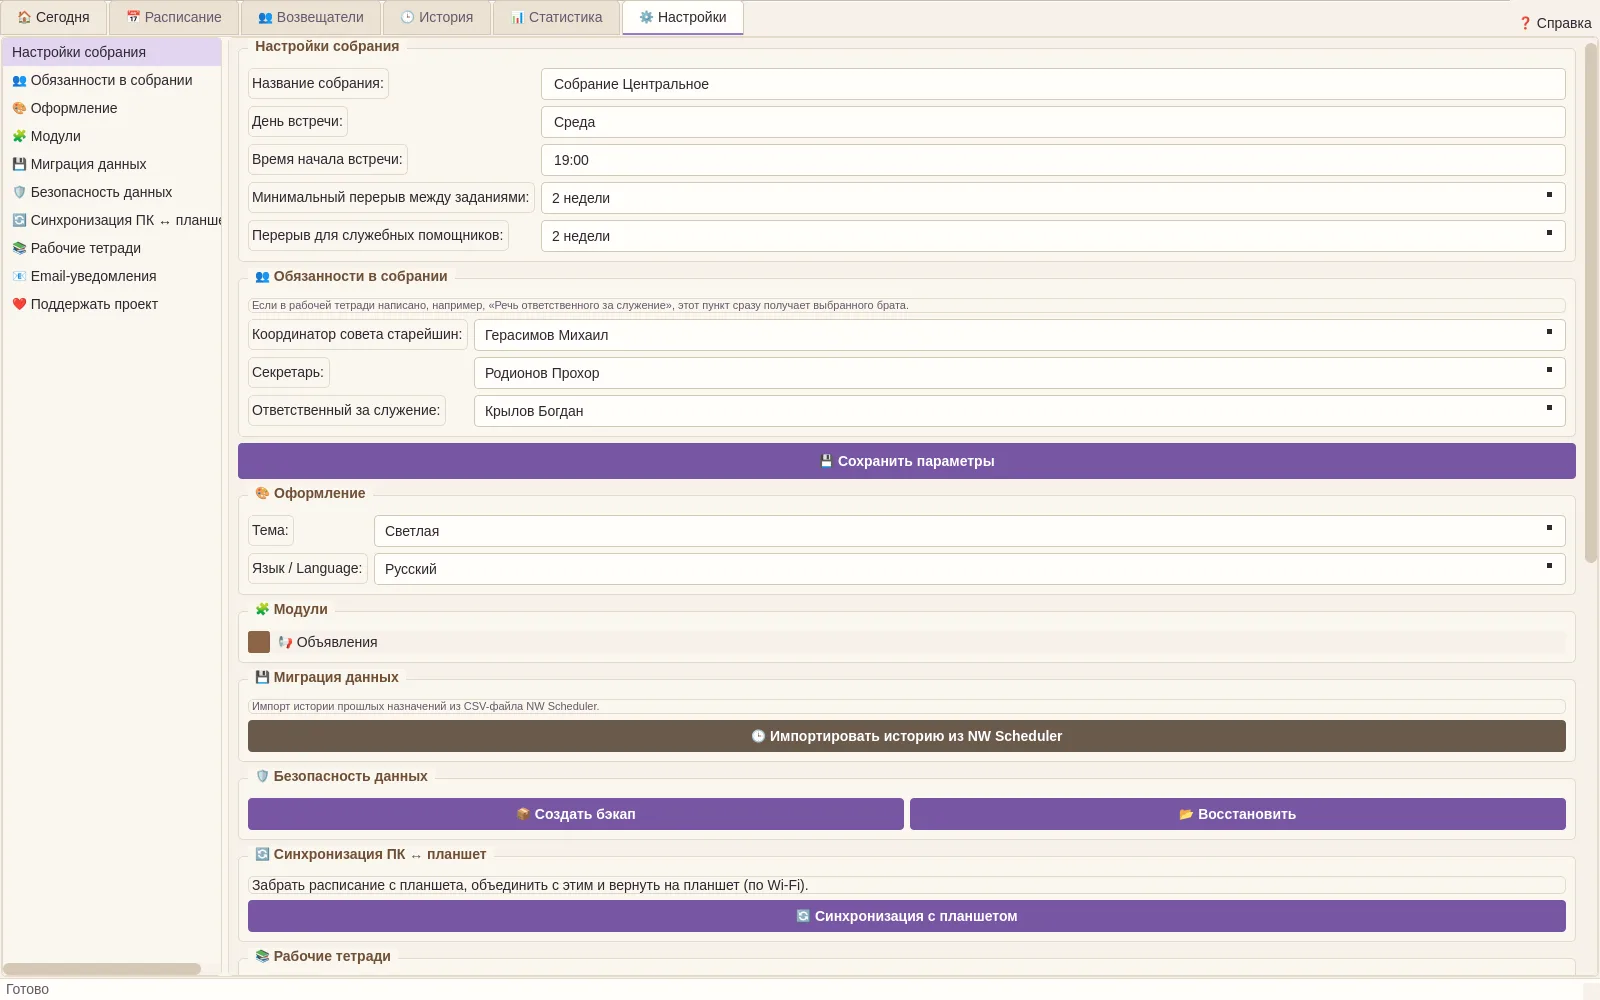 Сегодня
Расписание
Возвещатели
История
Статистика
Настройки
Справка
Настройки собрания
Обязанности в собрании
Оформление
Модули
Миграция данных
Безопасность данных
Синхронизация ПК ↔ планше
Рабочие тетради
Email-уведомления
Поддержать проект
Настройки собрания
Название собрания: Собрание Центральное
День встречи: Среда
Время начала встречи: 19:00
Минимальный перерыв между заданиями: 2 недели
Перерыв для служебных помощников: 2 недели
Обязанности в собрании
Если в рабочей тетради написано, например, «Речь ответственного за служение», этот пункт сразу получает выбранного брата.
Координатор совета старейшин: Герасимов Михаил
Секретарь: Родионов Прохор
Ответственный за служение: Крылов Богдан
Сохранить параметры
Оформление
Тема: Светлая
Язык / Language: Русский
Модули
Объявления
Миграция данных
Импорт истории прошлых назначений из CSV-файла NW Scheduler.
Импортировать историю из NW Scheduler
Безопасность данных
Создать бэкап
Восстановить
Синхронизация ПК ↔ планшет
Забрать расписание с планшета, объединить с этим и вернуть на планшет (по Wi-Fi).
Синхронизация с планшетом
Рабочие тетради
Готово